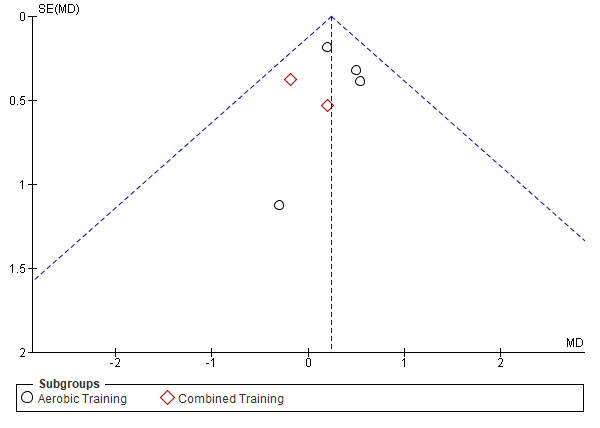 SE(MD)
0
0.5
1
1.5
2
MD
-2
-1
0
1
2
Subgroups
Aerobic Training
Combined Training